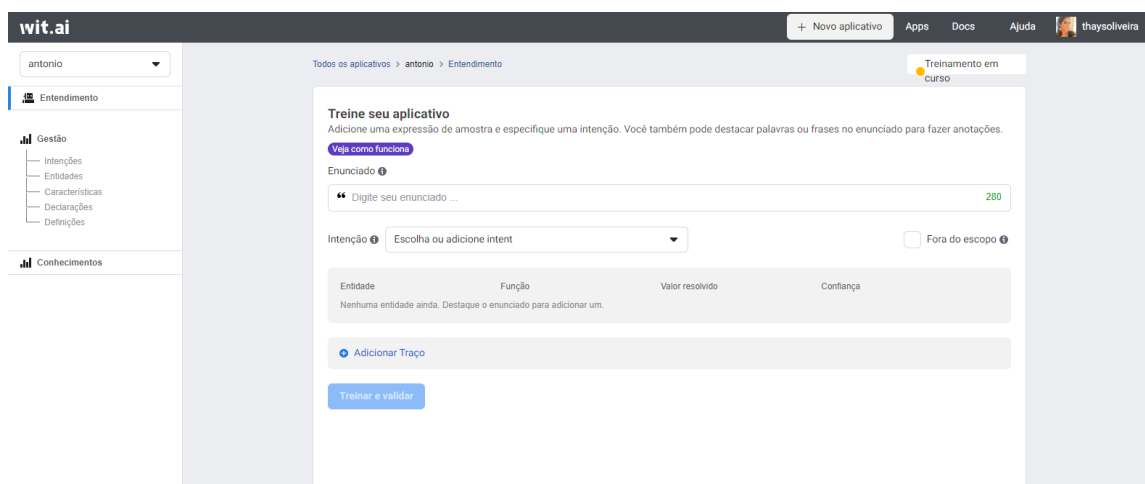 wit.ai
+ Novo aplicativo
Apps
Docs
Ajuda
thaysoliveira
antonio
Entendimento
Gestão
Intenções
Entidades
Características
Declarações
Definições
Conhecimentos
Todos os aplicativos > antonio > Entendimento
Treinamento em
curso
Treine seu aplicativo
Adicione uma expressão de amostra e especifique uma intenção. Você também pode destacar palavras ou frases no enunciado para fazer anotações.
Veja como funciona
Enunciado
Digite seu enunciado ...
280
Intenção
Escolha ou adicione intent
Fora do escopo
Entidade Função Valor resolvido Confiança
Nenhuma entidade ainda. Destaque o enunciado para adicionar um.
Adicionar Traço
Treinar e validar